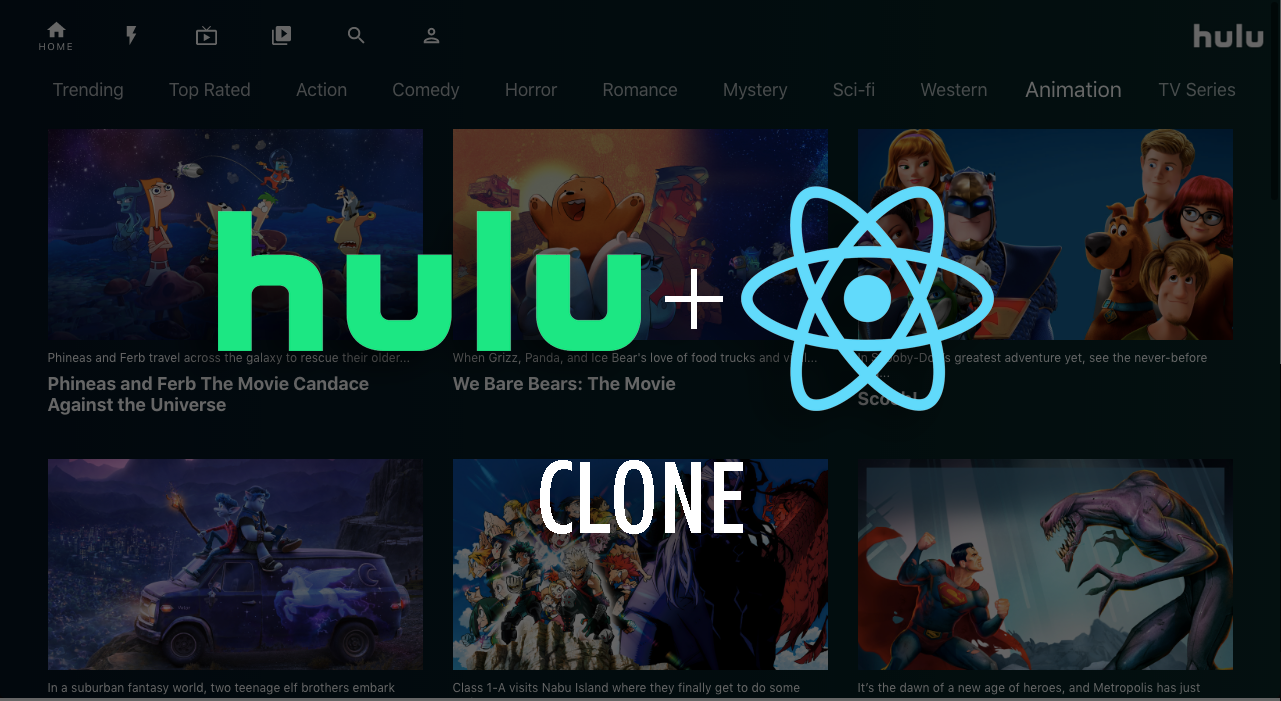 HOME
hulu
Trending Top Rated Action Comedy Horror Romance Mystery Sci-fi Western Animation TV Series
hulu +
Phineas and Ferb travel across the galaxy to rescue their older...
Phineas and Ferb The Movie Candace
Against the Universe
When Grizz, Panda, and Ice Bear's love of food trucks and viral...
We Bare Bears: The Movie
In Scooby-Doo's greatest adventure yet, see the never-before
...
Scoob!
CLONE
In a suburban fantasy world, two teenage elf brothers embark
Class 1-A visits Nabu Island where they finally get to do some
It's the dawn of a new age of heroes, and Metropolis has just